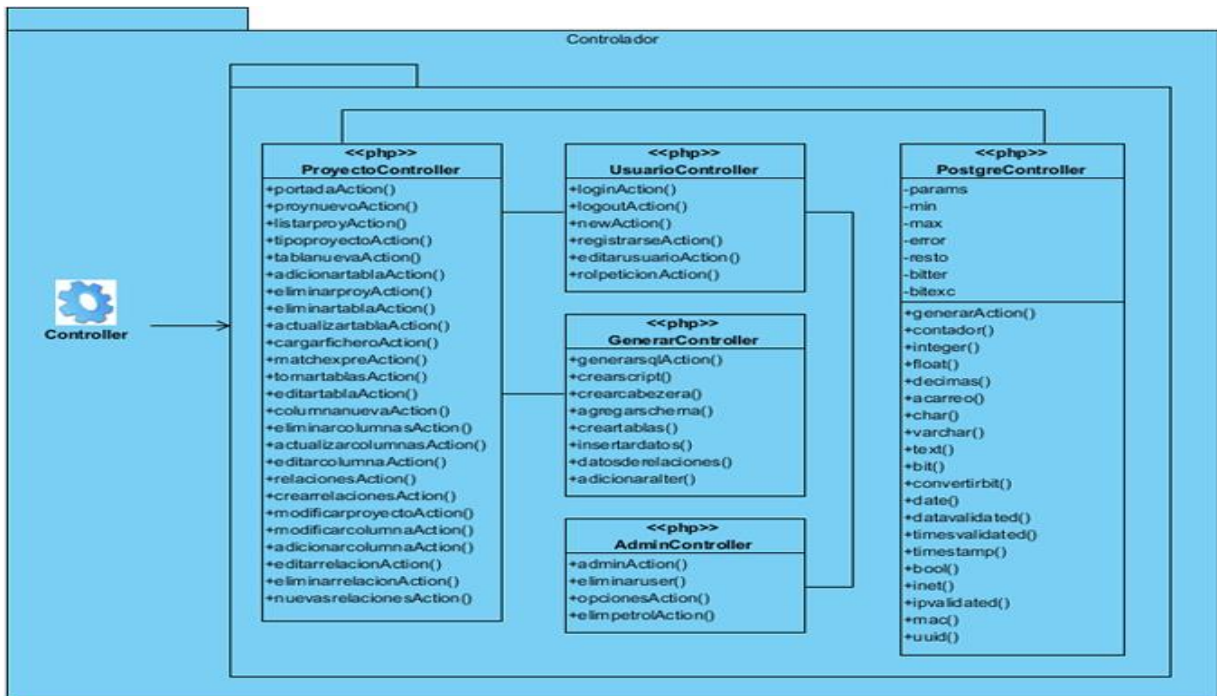 Controlador
Controller
<<php>>
ProyectoController
+portadaAction()
+proynuevoAction()
+listarproyAction()
+tipoproyectoAction()
+tablanuevaAction()
+adicionartablaAction()
+eliminarproyAction()
+eliminartablaAction()
+actualizartablaAction()
+cargarficheroAction()
+matchexpreAction()
+tomartablasAction()
+editartablaAction()
+columnanuevaAction()
+eliminarcolumnasAction()
+actualizarcolumnasAction()
+editarcolumnaAction()
+relacionesAction()
+crearrelacionesAction()
+modificarproyectoAction()
+modificarcolumnaAction()
+adicionarcolumnaAction()
+editarrelacionAction()
+eliminarrelacionAction()
+nuevasrelacionesAction()
<<php>>
UsuarioController
+loginAction()
+logoutAction()
+newAction()
+registrarseAction()
+editarusuarioAction()
+rolpeticionAction()
<<php>>
GenerarController
+generarsqlAction()
+crearscript()
+crearcabezera()
+agregarschema()
+creartablas()
+insertardatos()
+datosderelaciones()
+adicionaralter()
<<php>>
AdminController
+adminAction()
+eliminaruser()
+opcionesAction()
+elimpetrolAction()
<<php>>
PostgreController
-params
-min
-max
-error
-resto
-bitter
-bitexc
+generarAction()
+contador()
+integer()
+float()
+decimas()
+acarreo()
+char()
+varchar()
+text()
+bit()
+convertirbit()
+date()
+datavalidated()
+timesvalidated()
+timestamp()
+bool()
+inet()
+ipvalidated()
+mac()
+uuid()